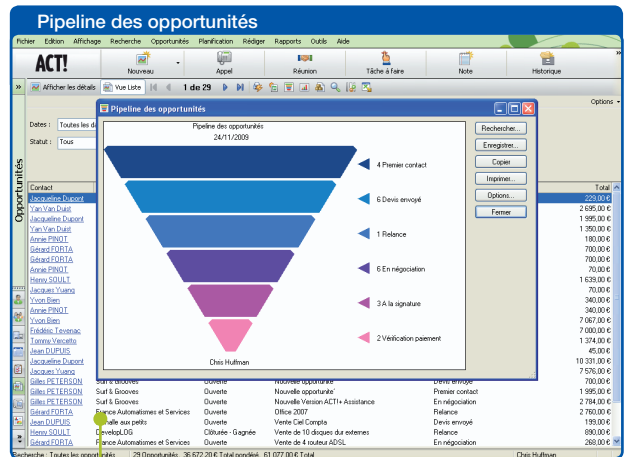 Pipeline des opportunités
Fichier Edition Affichage Recherche Opportunités Planification Rédiger Rapports Outils Aide
ACT! Nouveau Appel Réunion Tâche à faire Note Historique
Afficher les détails Vue Liste 1 de 29
Options
Pipeline des opportunités
Dates : Toutes les da
Statut : Tous
Opportunités
Pipeline des opportunités
24/11/2009
4 Premier contact
6 Devis envoyé
1 Relance
6 En négociation
3 A la signature
2 Vérification paiement
Chris Huffman
Rechercher...
Enregistrer...
Copier
Imprimer...
Options...
Fermer
Contact Total
Jacqueline Dupont 229,00 €
Yan Van Duist 2 695,00 €
Jacqueline Dupont 1 995,00 €
Yan Van Duist 1 350,00 €
Annie PINOT 180,00 €
Gérard FORTA 700,00 €
Gérard FORTA 700,00 €
Annie PINOT 70,00 €
Henry SOULT 1 639,00 €
Jacques Yuang 70,00 €
Yvon Bien 340,00 €
Annie PINOT 340,00 €
Yvon Bien 7 067,00 €
Frédéric Tevenac 7 000,00 €
Tommy Vercetto 1 374,00 €
Jean DUPUIS 45,00 €
Jacqueline Dupont 10 331,00 €
Jacques Yuang 7 576,00 €
Gilles PETERSON Surf & Grooves Ouverte Nouvelle opportunité Devis envoyé 700,00 €
Gilles PETERSON Surf & Grooves Ouverte Nouvelle opportunite' Premier contact 1 995,00 €
Gilles PETERSON Surf & Grooves Ouverte Nouvelle Version ACT!+ Assistance En négociation 2 784,00 €
Gérard FORTA France Automatismes et Services Ouverte Office 2007 Relance 2 760,00 €
Jean DUPUIS halle aux petits Ouverte Vente Ciel Compta Devis envoyé 199,00 €
Henry SOULT DevelopLOG Clôturée - Gagnée Vente de 10 disques dur externes Relance 890,00 €
Gérard FORTA France Automatismes et Services Ouverte Vente de 4 routeur ADSL En négociation 268,00 €
Recherche : Toutes les opportunités 29 Opportunités 36 672,20 € Total pondéré 61 077,00 € Total Chris Huffman